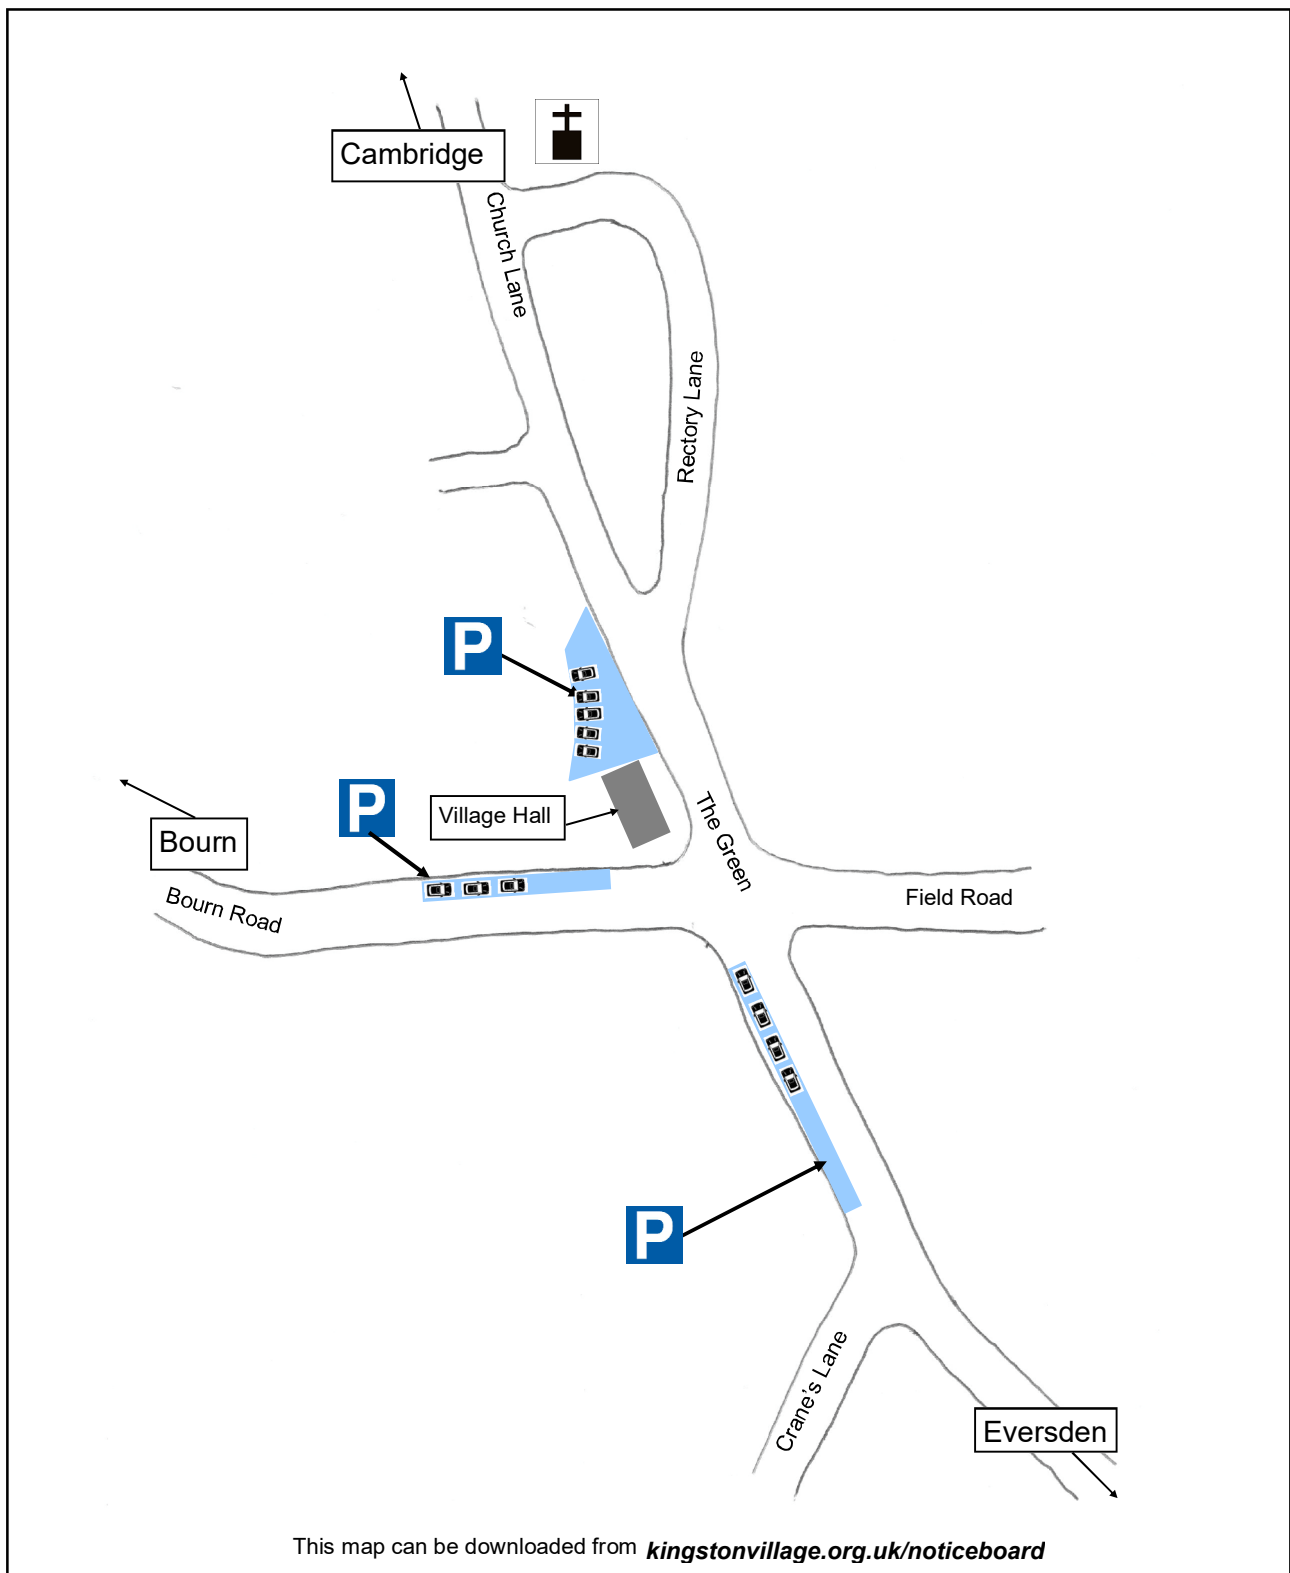 Cambridge
Church Lane
Rectory Lane
P
P
Village Hall
The Green
Bourn
Bourn Road
Field Road
P
Crane's Lane
Eversden
This map can be downloaded from kingstonvillage.org.uk/noticeboard